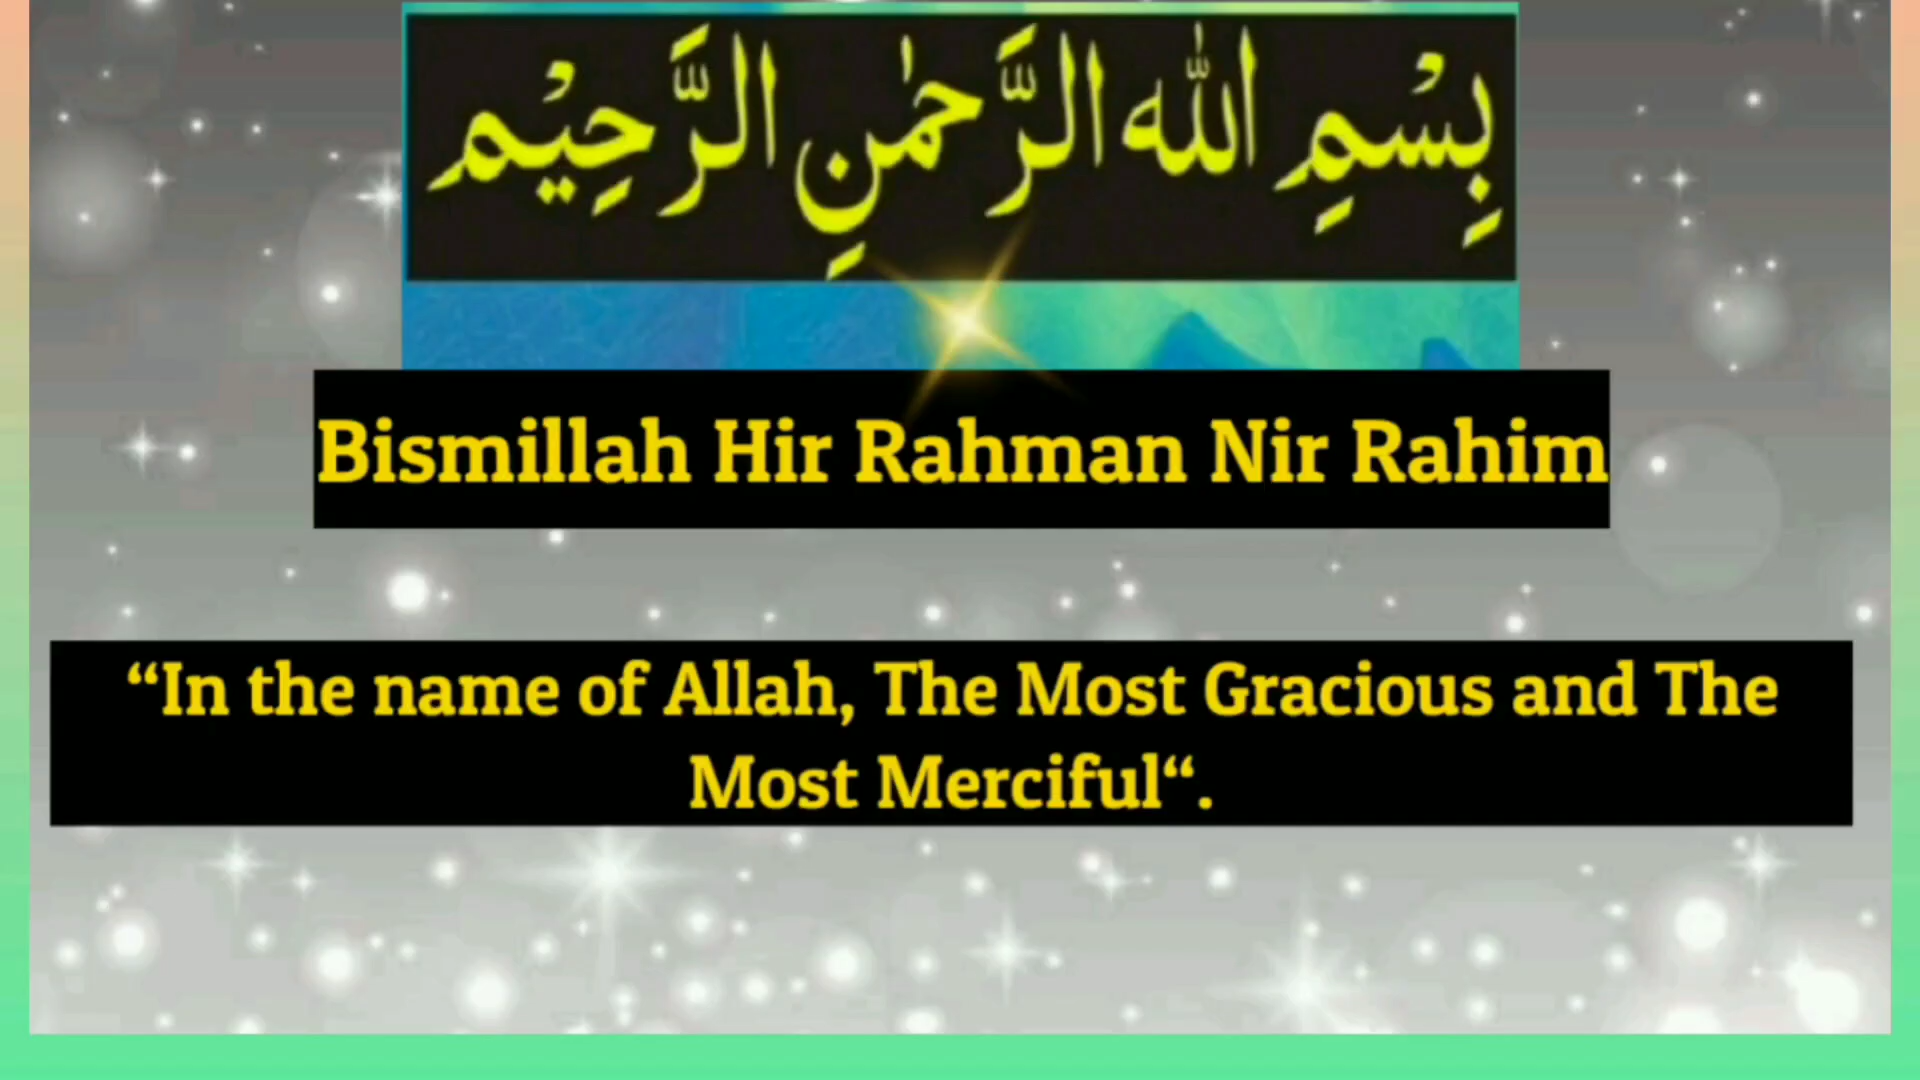 بِسْمِ اللّٰه الرَّحْمٰنِ الرَّحِيْم
Bismillah Hir Rahman Nir Rahim
“In the name of Allah, The Most Gracious and The
Most Merciful“.